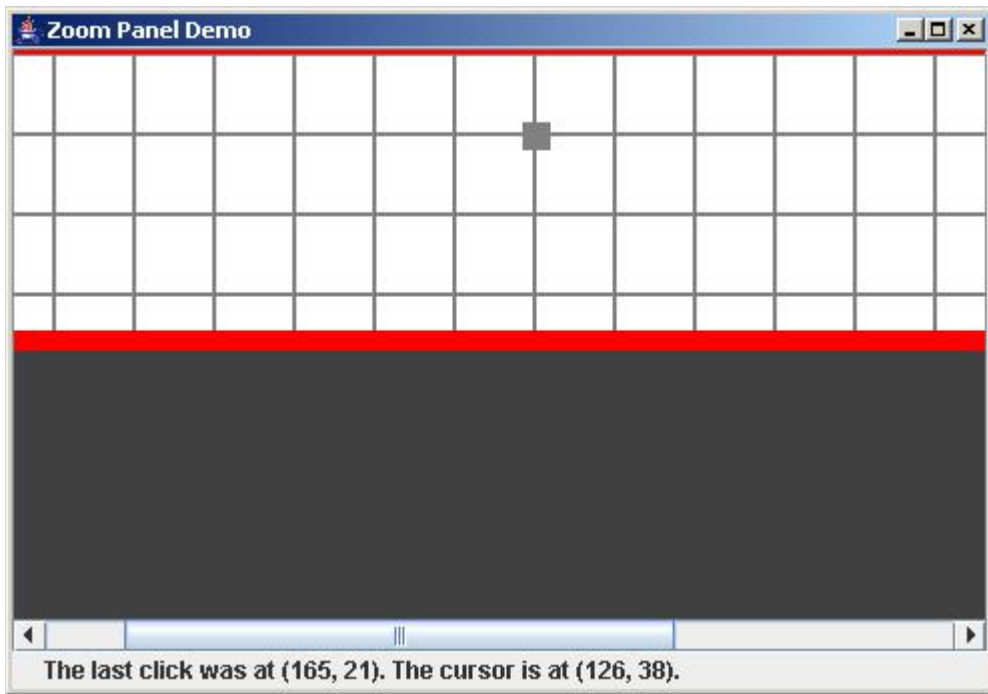 Zoom Panel Demo
The last click was at (165, 21). The cursor is at (126, 38).